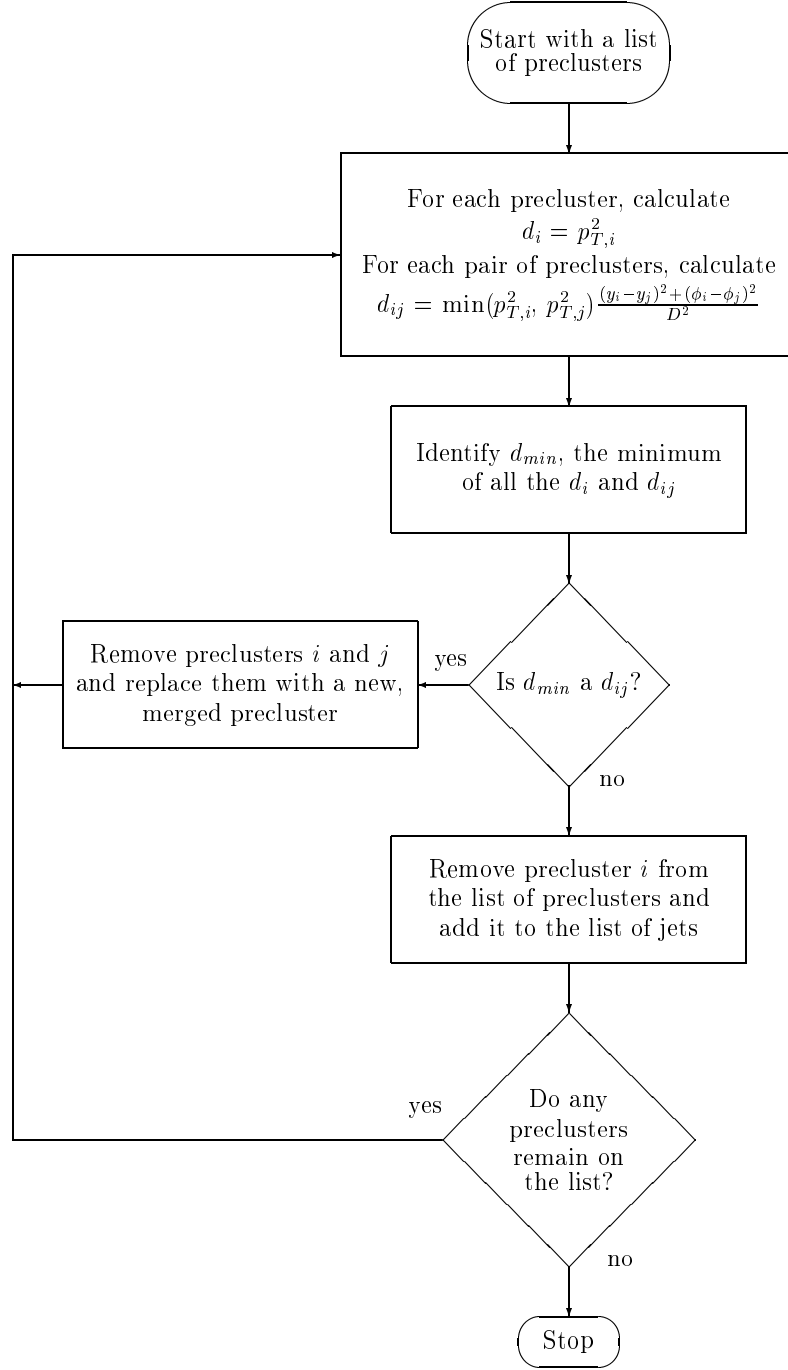 Start with a list
of preclusters
For each precluster, calculate
$d_i = p_{T,i}^2$
For each pair of preclusters, calculate
$d_{ij} = \min(p_{T,i}^2, p_{T,j}^2) \frac{(y_i - y_j)^2 + (\phi_i - \phi_j)^2}{D^2}$
Identify $d_{min}$, the minimum
of all the $d_i$ and $d_{ij}$
Remove preclusters $i$ and $j$
and replace them with a new,
merged precluster
yes
Is $d_{min}$ a $d_{ij}$?
no
Remove precluster $i$ from
the list of preclusters and
add it to the list of jets
yes
Do any
preclusters
remain on
the list?
no
Stop